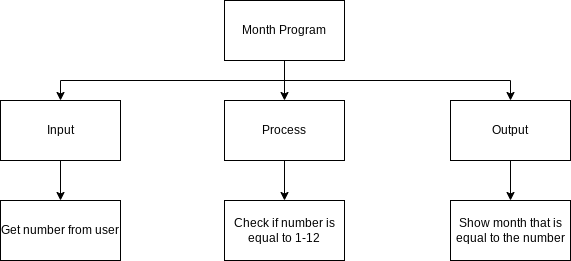 Month Program
Input
Process
Output
Get number from user
Check if number is
equal to 1-12
Show month that is
equal to the number